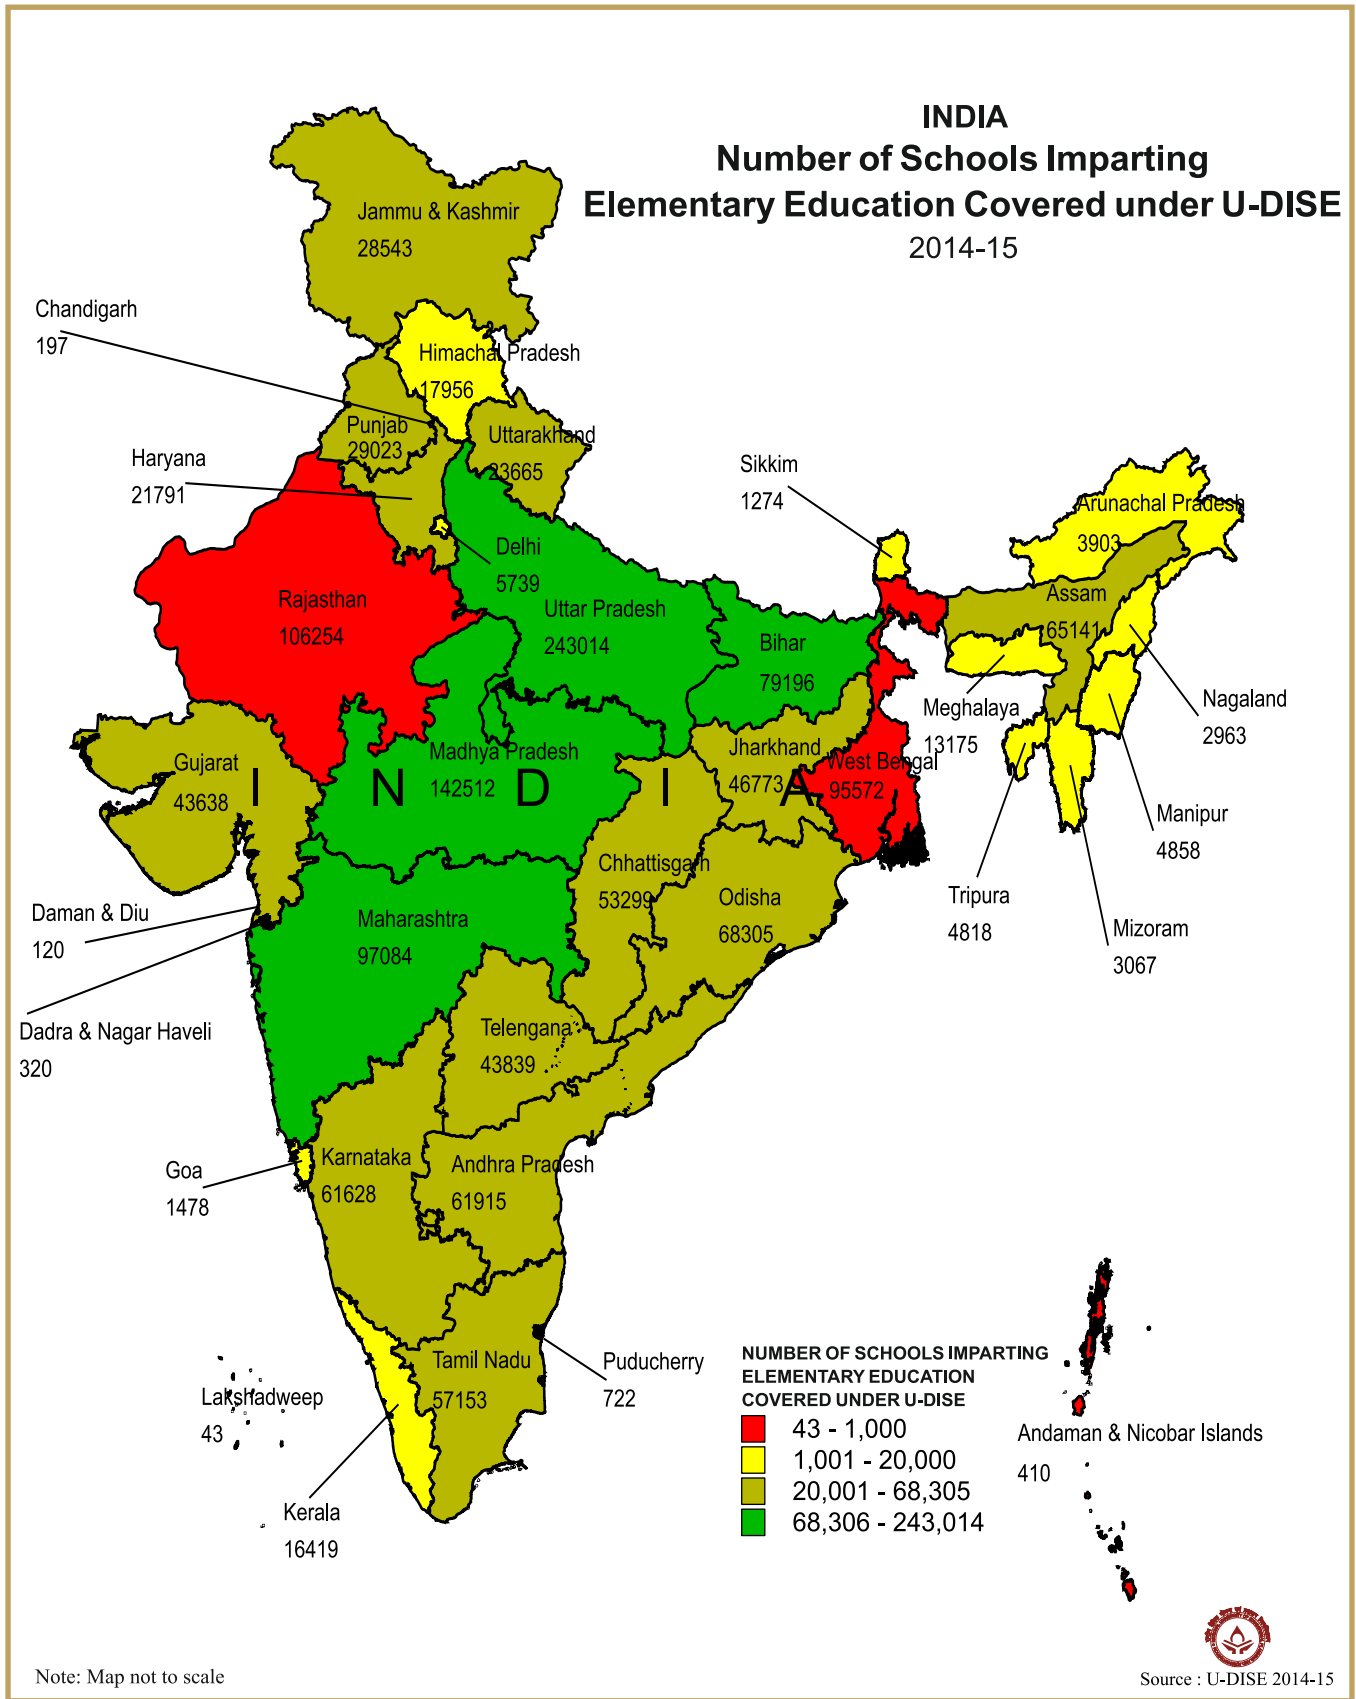 INDIA
Number of Schools Imparting
Elementary Education Covered under U-DISE
2014-15
Jammu & Kashmir
28543
Chandigarh
197
Himachal Pradesh
17956
Punjab
29023
Uttarakhand
23665
Haryana
21791
Sikkim
1274
Arunachal Pradesh
3903
Delhi
5739
Rajasthan
106254
Uttar Pradesh
243014
Bihar
79196
Assam
65141
Meghalaya
13175
Nagaland
2963
Gujarat
43638
Madhya Pradesh
142512
Jharkhand
46773
West Bengal
95572
I N D I A
Manipur
4858
Chhattisgarh
53299
Odisha
68305
Tripura
4818
Mizoram
3067
Daman & Diu
120
Maharashtra
97084
Dadra & Nagar Haveli
320
Telengana
43839
Goa
1478
Karnataka
61628
Andhra Pradesh
61915
Tamil Nadu
57153
Puducherry
722
Lakshadweep
43
Kerala
16419
NUMBER OF SCHOOLS IMPARTING
ELEMENTARY EDUCATION
COVERED UNDER U-DISE
43 - 1,000
1,001 - 20,000
20,001 - 68,305
68,306 - 243,014
Andaman & Nicobar Islands
410
Note: Map not to scale
Source : U-DISE 2014-15